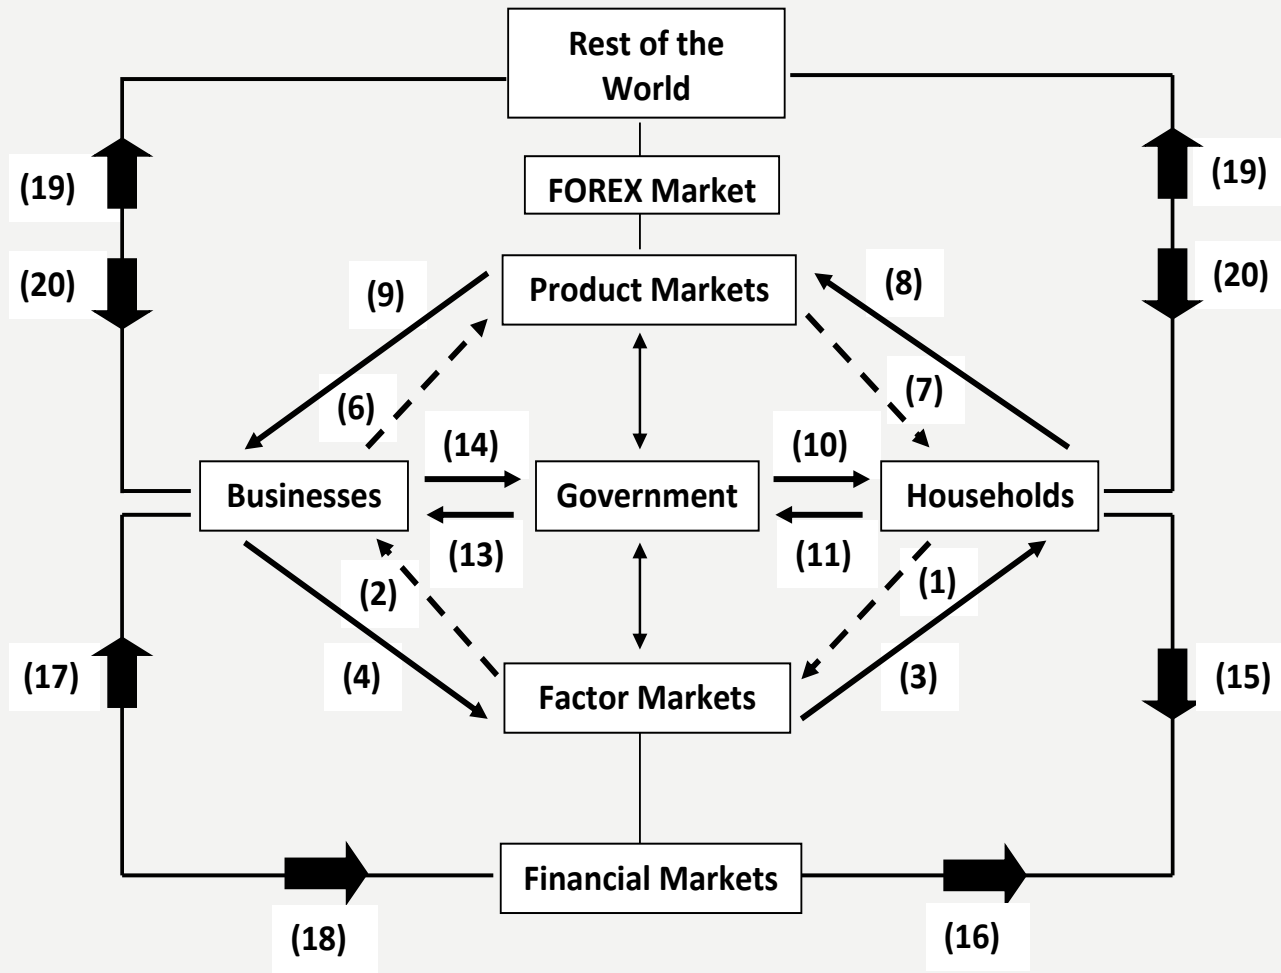 Rest of the
World
(19)
FOREX Market
(19)
(20)
(9)
Product Markets
(8)
(20)
(6)
(7)
(14)
(10)
Businesses
Government
Households
(13)
(11)
(2)
(1)
(17)
(4)
Factor Markets
(3)
(15)
Financial Markets
(18)
(16)